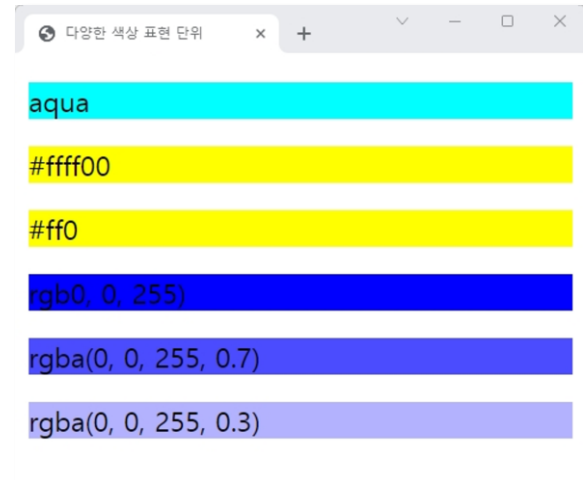 다양한 색상 표현 단위
aqua
#ffff00
#ff0
rgb0, 0, 255)
rgba(0, 0, 255, 0.7)
rgba(0, 0, 255, 0.3)